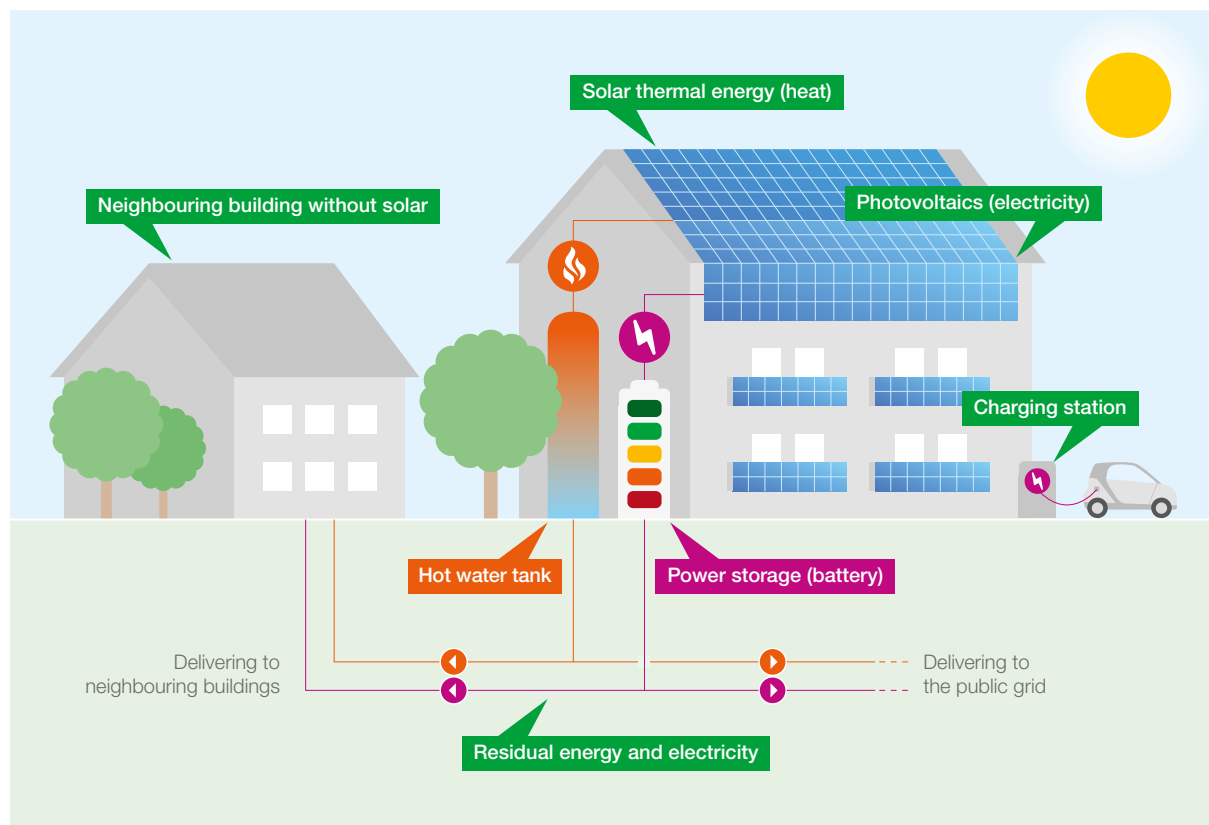 Solar thermal energy (heat)
Neighbouring building without solar
Photovoltaics (electricity)
Charging station
Hot water tank
Power storage (battery)
Delivering to
neighbouring buildings
Delivering to
the public grid
Residual energy and electricity